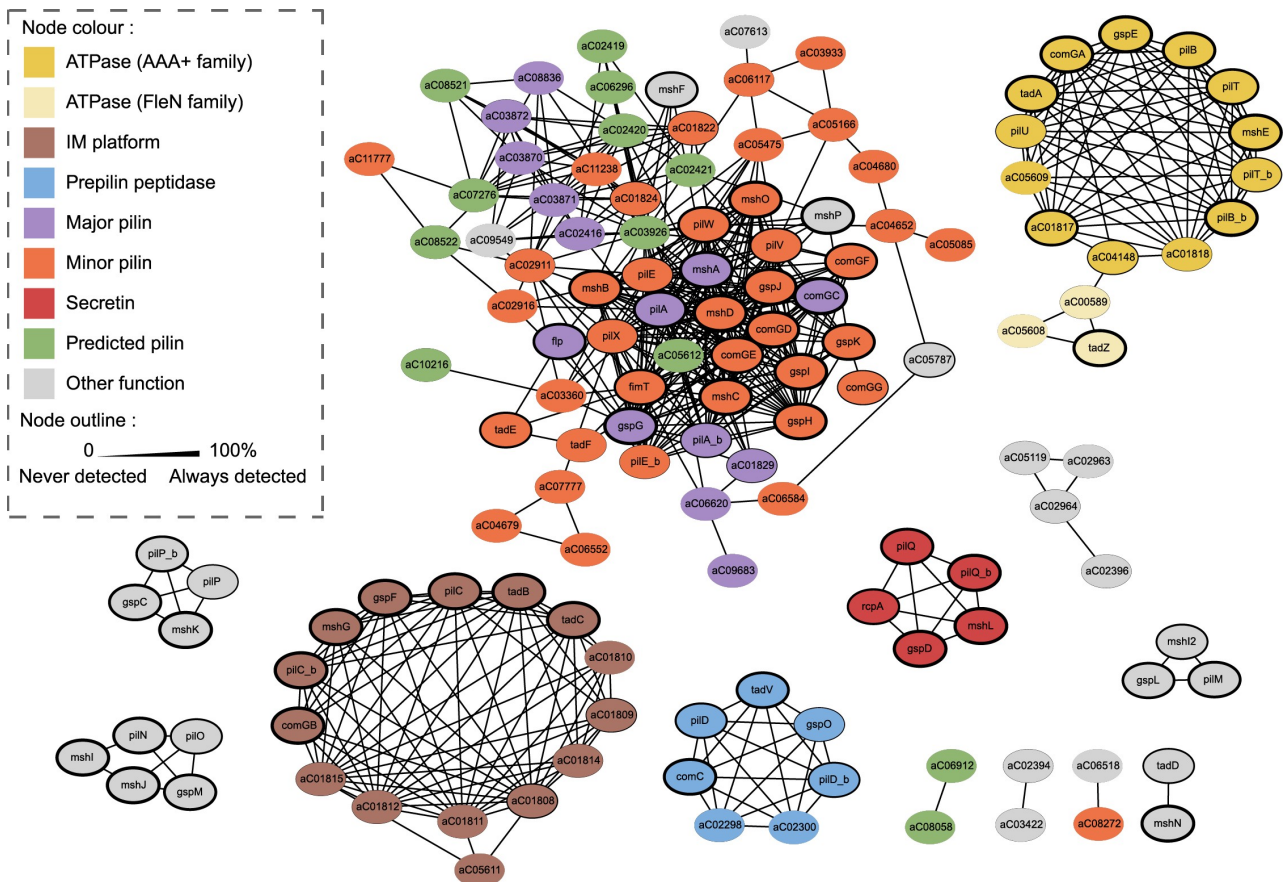 Node colour :
ATPase (AAA+ family)
ATPase (FleN family)
IM platform
Prepilin peptidase
Major pilin
Minor pilin
Secretin
Predicted pilin
Other function
Node outline :
0 100%
Never detected Always detected
aC02419
aC08836
aC08521
aC06296
mshF
aC03872
aC02420
aC01822
aC03870
aC11777
aC11238
aC02421
aC07276
aC03871
aC01824
aC08522
aC09549
aC02416
aC03926
aC02911
aC02916
aC07613
aC03933
aC06117
aC05166
aC05475
aC04680
mshO
mshP
aC04652
aC05085
pilW
pilV
comGF
mshB
pilE
mshA
gspJ
comGC
pilA
mshD
flp
pilX
comGD
gspK
aC05612
comGE
aC05787
aC10216
gspI
comGG
aC03360
fimT
mshC
tadE
gspG
gspH
tadF
pilA_b
pilE_b
aC01829
aC07777
aC06620
aC06584
aC04679
aC06552
aC09683
gspE
comGA
pilB
tadA
pilT
pilU
mshE
aC05609
pilT_b
aC01817
pilB_b
aC04148
aC01818
aC00589
aC05608
tadZ
aC05119
aC02963
aC02964
aC02396
pilP_b
pilP
gspC
mshK
pilN
pilO
mshI
mshJ
gspM
gspF
pilC
tadB
mshG
tadC
pilC_b
aC01810
comGB
aC01809
aC01815
aC01814
aC01812
aC01808
aC01811
aC05611
pilQ
pilQ_b
rcpA
mshL
gspD
tadV
pilD
gspO
comC
pilD_b
aC02298
aC02300
mshI2
gspL
pilM
aC06912
aC02394
aC06518
tadD
aC08058
aC03422
aC08272
mshN